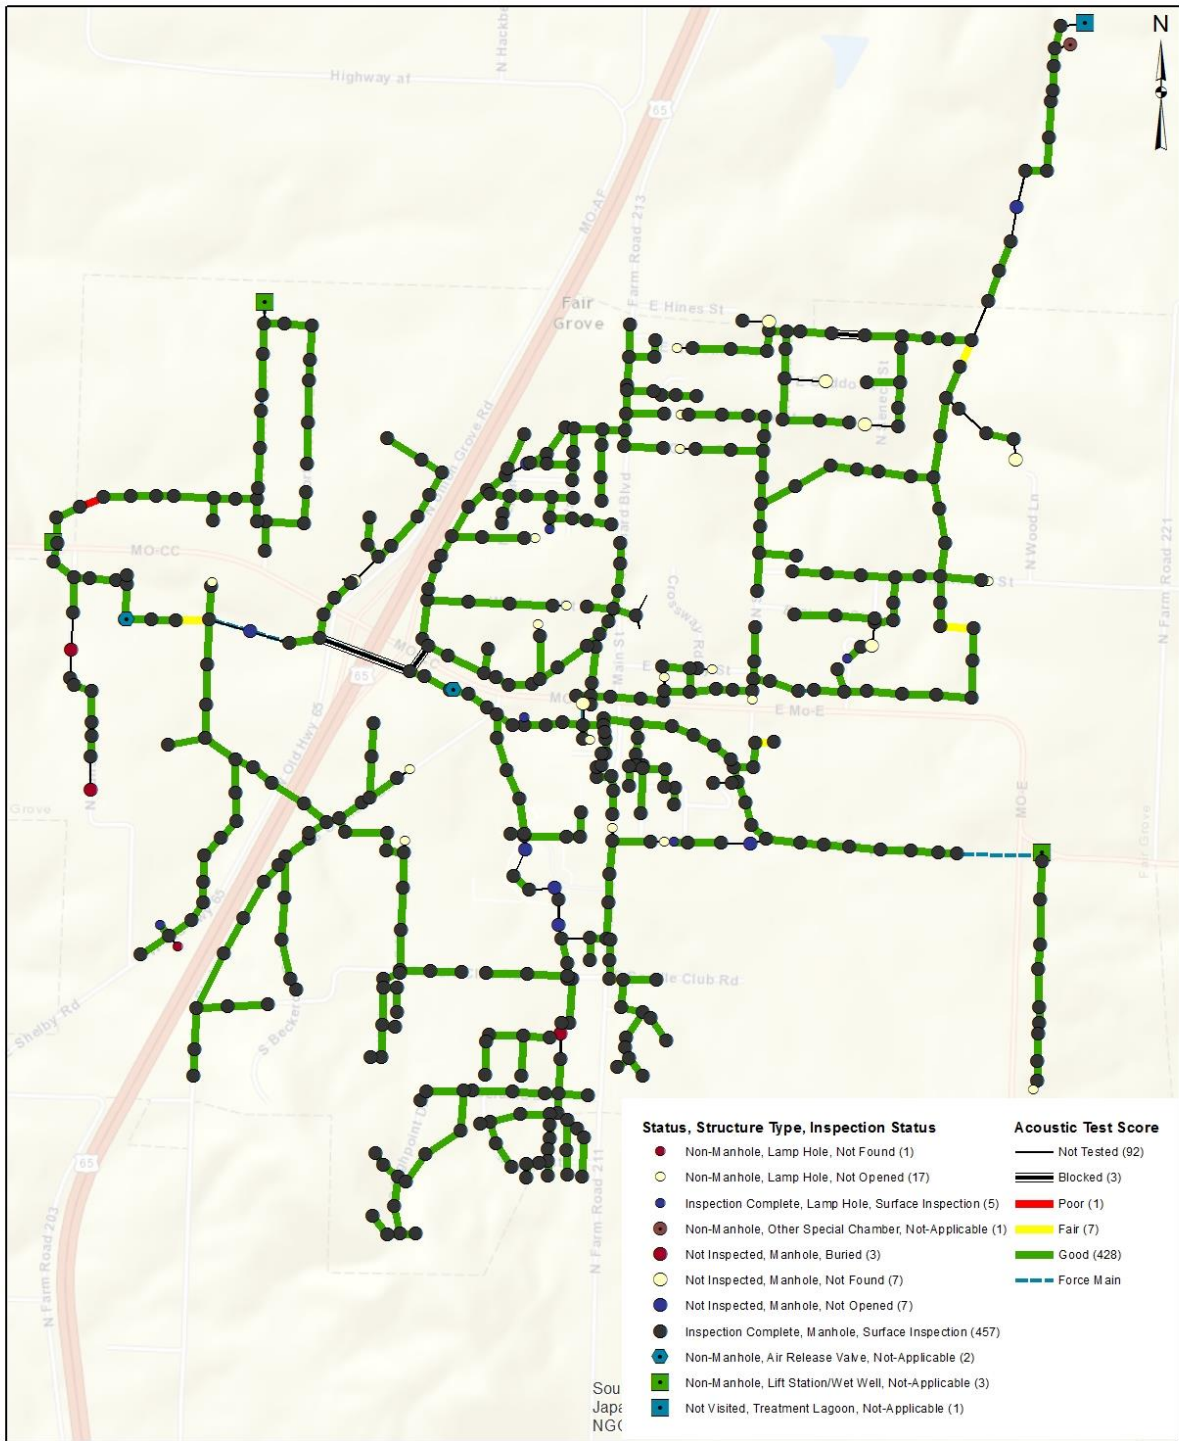 N
Highway af
N Hackb
65
MO-AF
Farm Road 213
Fair
Grove
E Hines St
N Seneca St
N Wood Ln
N Farm Road 221
MO-CC
Main St
Crossway Rd
E
St
St
65
E Mo-E
N Old Hwy 65
MO-E
Grove
Fair Grove
Club Rd
E Shelby Rd
S Becker
65
N Farm Road 203
N Farm Road 211
Status, Structure Type, Inspection Status
Non-Manhole, Lamp Hole, Not Found (1)
Non-Manhole, Lamp Hole, Not Opened (17)
Inspection Complete, Lamp Hole, Surface Inspection (5)
Non-Manhole, Other Special Chamber, Not-Applicable (1)
Not Inspected, Manhole, Buried (3)
Not Inspected, Manhole, Not Found (7)
Not Inspected, Manhole, Not Opened (7)
Inspection Complete, Manhole, Surface Inspection (457)
Non-Manhole, Air Release Valve, Not-Applicable (2)
Non-Manhole, Lift Station/Wet Well, Not-Applicable (3)
Not Visited, Treatment Lagoon, Not-Applicable (1)
Acoustic Test Score
Not Tested (92)
Blocked (3)
Poor (1)
Fair (7)
Good (428)
Force Main
Sou
Japa
NGC